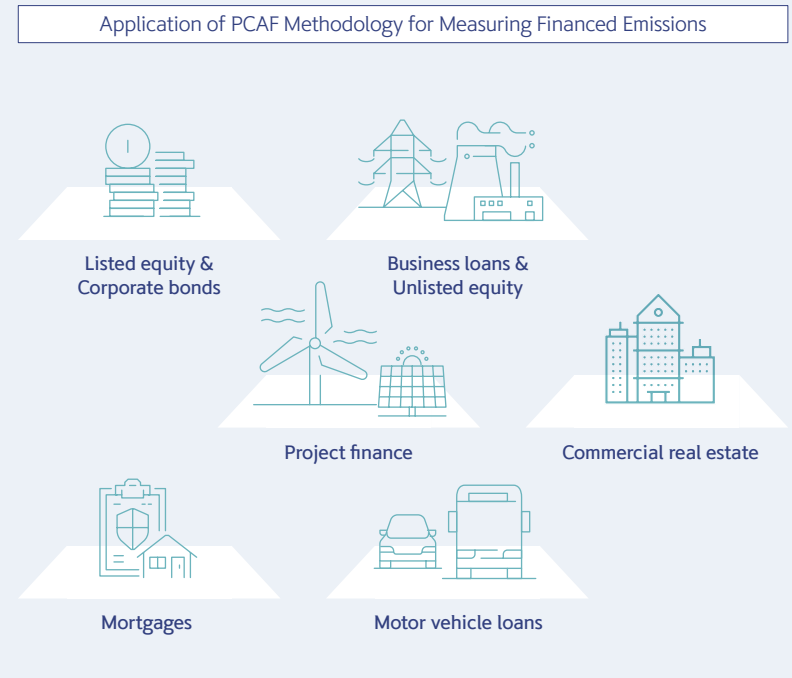 Application of PCAF Methodology for Measuring Financed Emissions
Listed equity &
Corporate bonds
Business loans &
Unlisted equity
Project finance
Commercial real estate
Mortgages
Motor vehicle loans